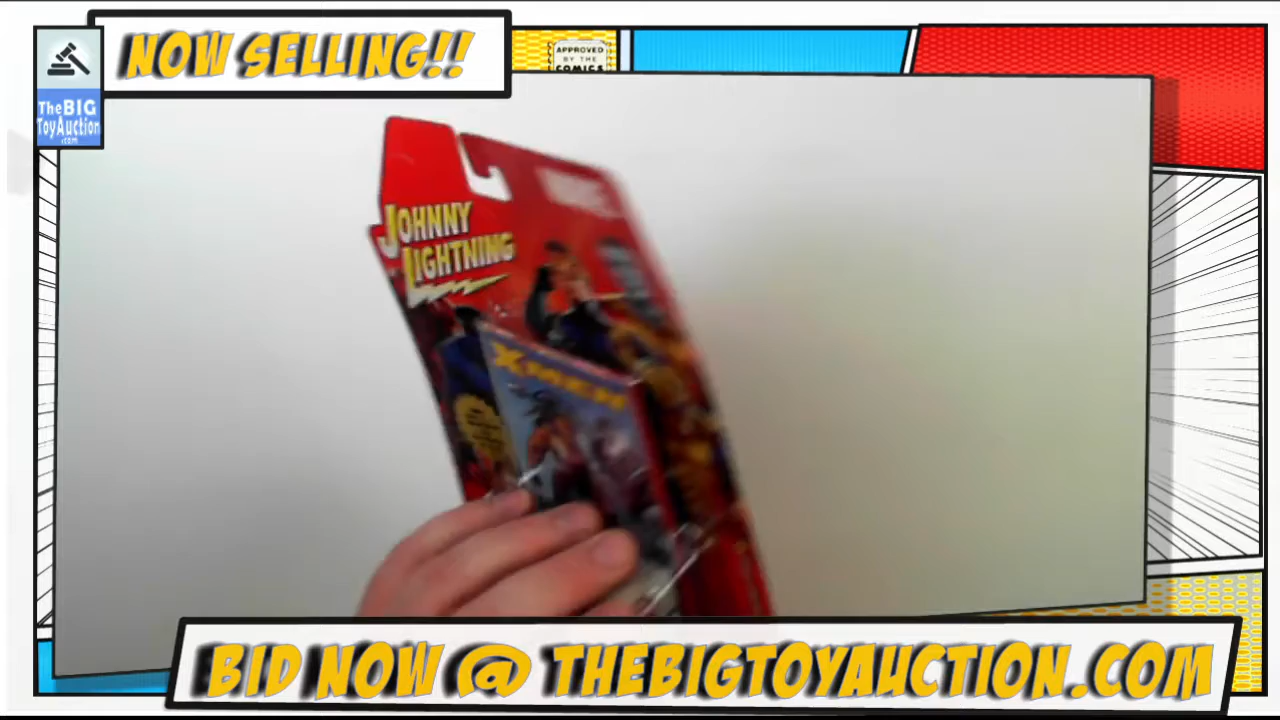 NOW SELLING!!
APPROVED
BY THE
COMICS
TheBIG
ToyAuction
.com
JOHNNY
LIGHTNING
X-MEN
BID NOW @ THEBIGTOYAUCTION.COM